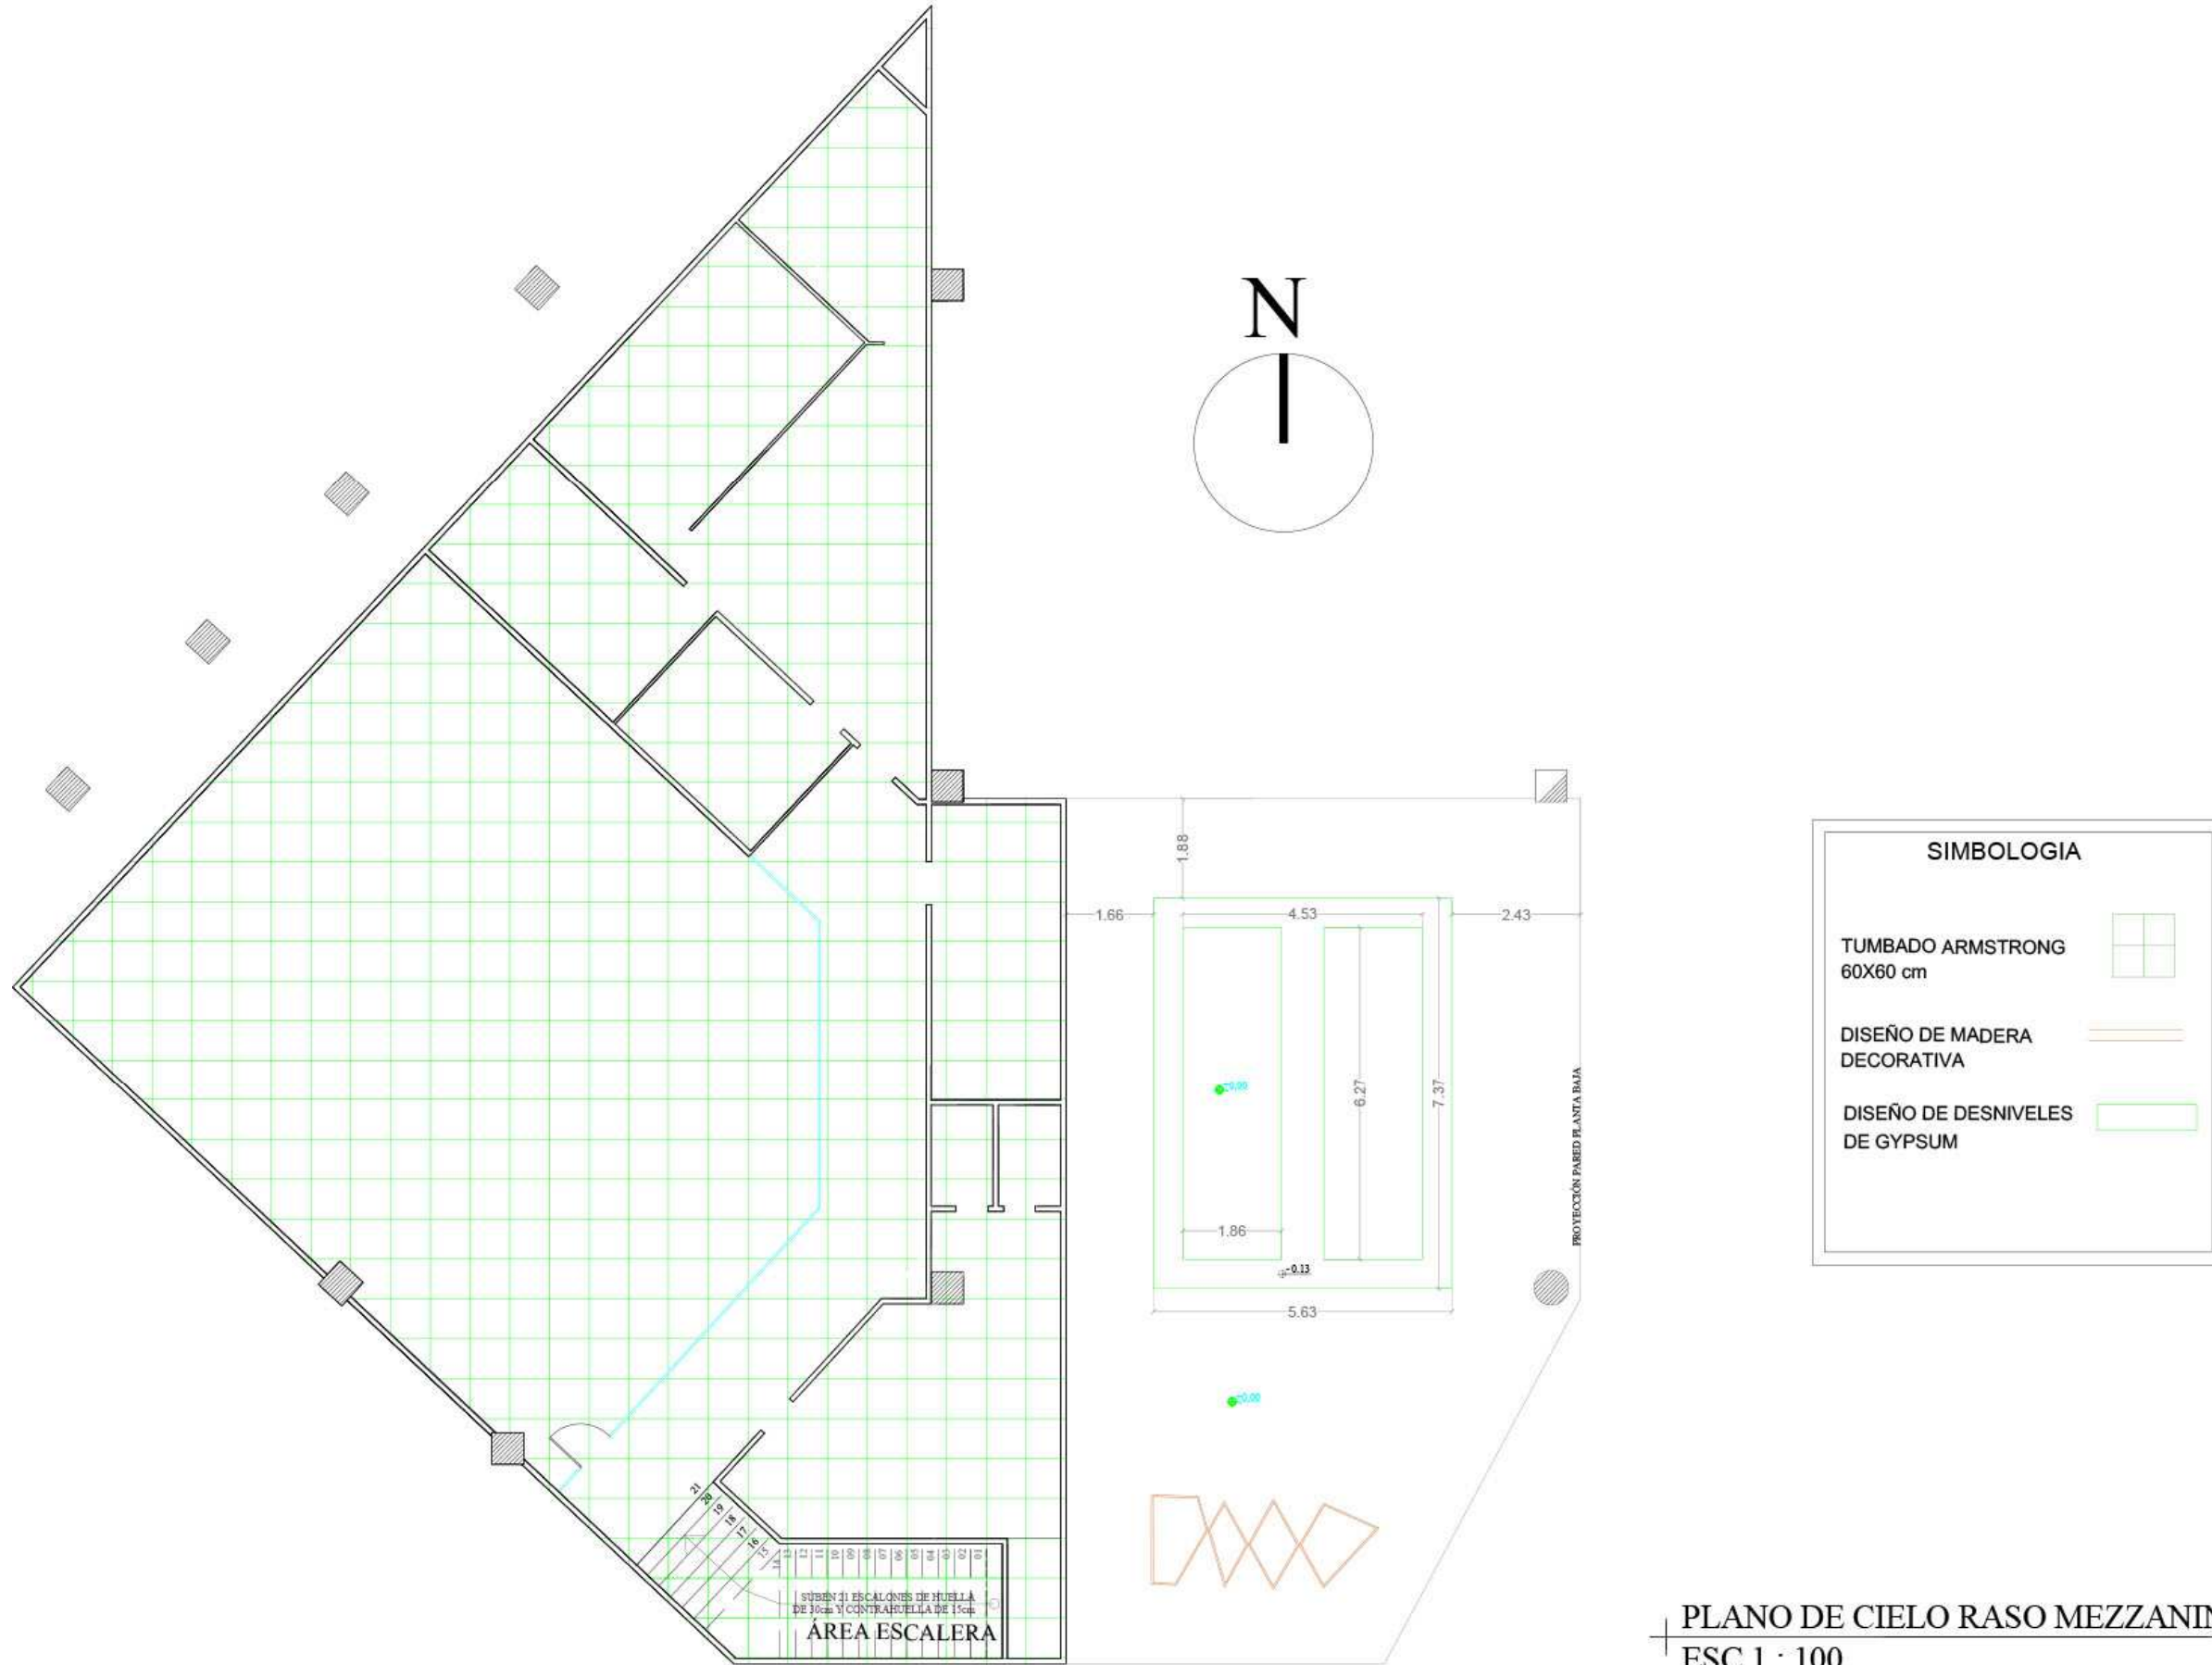 N
1.88
1.66
4.53
2.43
6.27
7.37
1.86
-0.13
5.63
±0.00
±0.00
PROYECCIÓN PARED PLANTA BAJA
SIMBOLOGIA
TUMBADO ARMSTRONG
60X60 cm
DISEÑO DE MADERA
DECORATIVA
DISEÑO DE DESNIVELES
DE GYPSUM
21
20
19
18
17
16
15
14
13
12
11
10
09
08
07
06
05
04
03
02
01
SUBEN 21 ESCALONES DE HUELLA
DE 30cm Y CONTRAHUELLA DE 15cm
ÁREA ESCALERA
PLANO DE CIELO RASO MEZZANIN
ESC 1 : 100